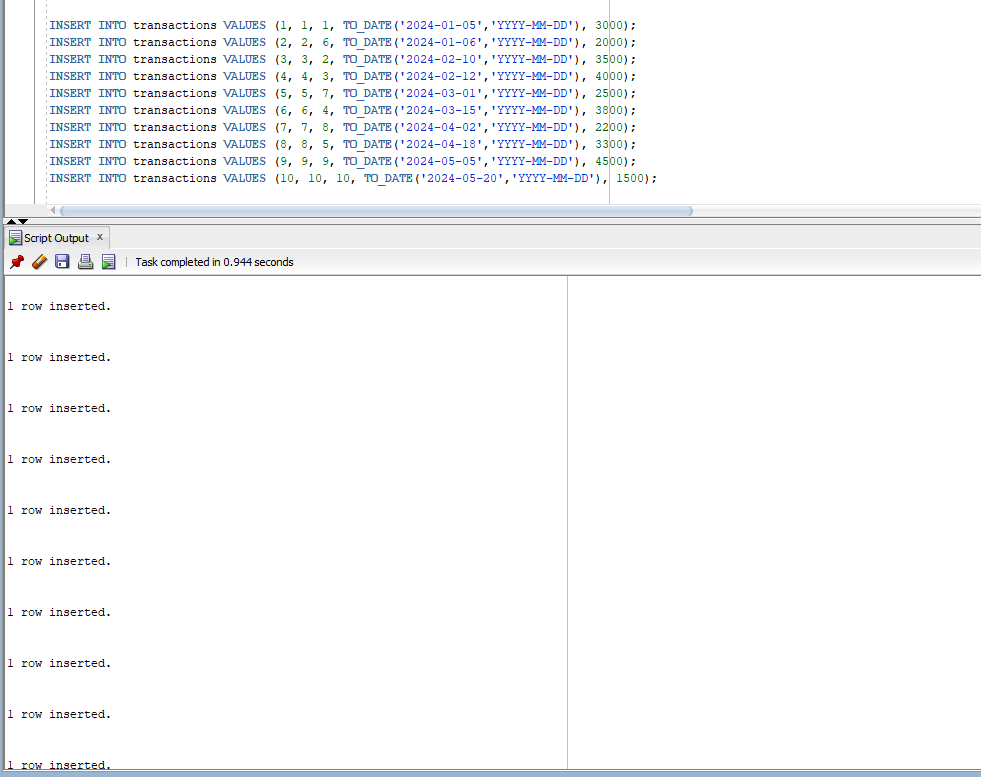 INSERT INTO transactions VALUES (1, 1, 1, TO_DATE('2024-01-05','YYYY-MM-DD'), 3000);
INSERT INTO transactions VALUES (2, 2, 6, TO_DATE('2024-01-06','YYYY-MM-DD'), 2000);
INSERT INTO transactions VALUES (3, 3, 2, TO_DATE('2024-02-10','YYYY-MM-DD'), 3500);
INSERT INTO transactions VALUES (4, 4, 3, TO_DATE('2024-02-12','YYYY-MM-DD'), 4000);
INSERT INTO transactions VALUES (5, 5, 7, TO_DATE('2024-03-01','YYYY-MM-DD'), 2500);
INSERT INTO transactions VALUES (6, 6, 4, TO_DATE('2024-03-15','YYYY-MM-DD'), 3800);
INSERT INTO transactions VALUES (7, 7, 8, TO_DATE('2024-04-02','YYYY-MM-DD'), 2200);
INSERT INTO transactions VALUES (8, 8, 5, TO_DATE('2024-04-18','YYYY-MM-DD'), 3300);
INSERT INTO transactions VALUES (9, 9, 9, TO_DATE('2024-05-05','YYYY-MM-DD'), 4500);
INSERT INTO transactions VALUES (10, 10, 10, TO_DATE('2024-05-20','YYYY-MM-DD'), 1500);
Script Output x
Task completed in 0.944 seconds
1 row inserted.
1 row inserted.
1 row inserted.
1 row inserted.
1 row inserted.
1 row inserted.
1 row inserted.
1 row inserted.
1 row inserted.
1 row inserted.